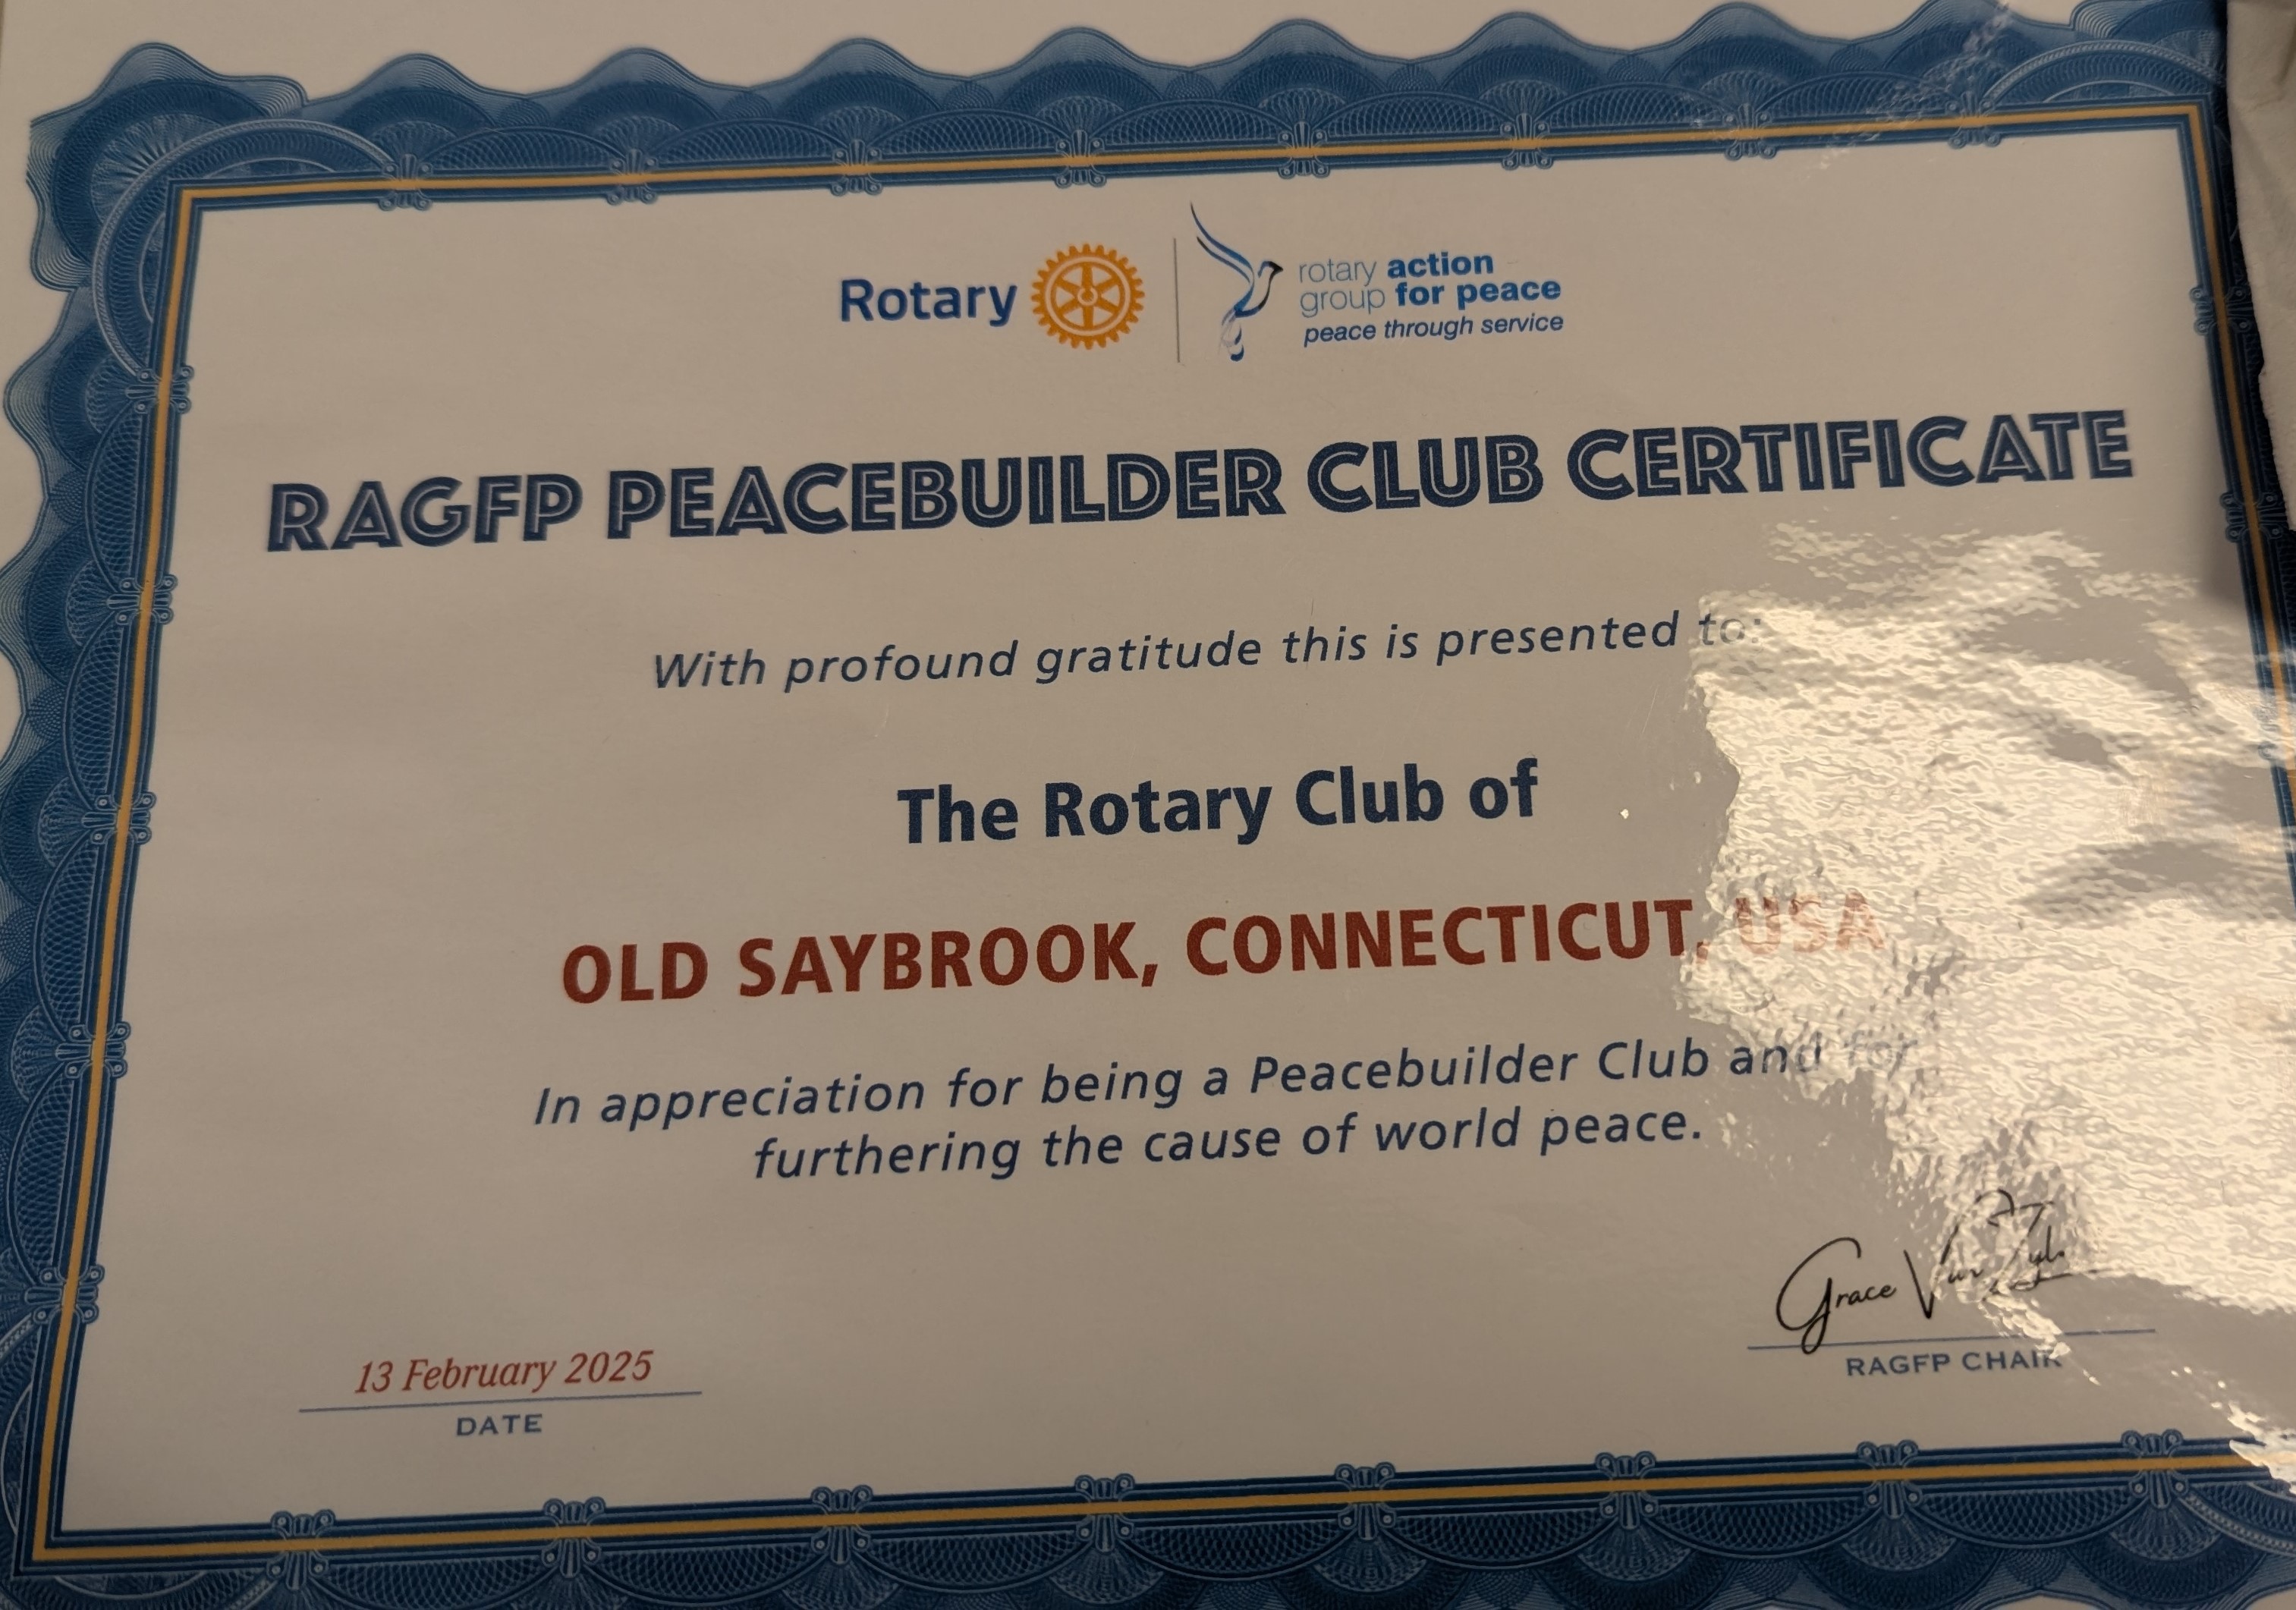 Rotary
rotary action
group for peace
peace through service
RAGFP PEACEBUILDER CLUB CERTIFICATE
With profound gratitude this is presented to:
The Rotary Club of
OLD SAYBROOK, CONNECTICUT, USA
In appreciation for being a Peacebuilder Club and for
furthering the cause of world peace.
Grace Van Zyl
RAGFP CHAIR
13 February 2025
DATE